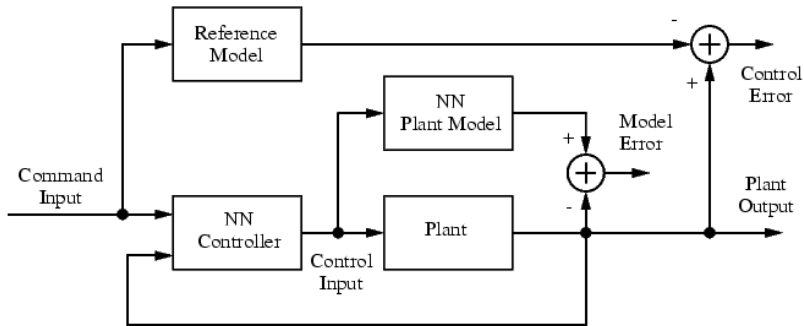 Reference
Model
-
+
Control
Error
NN
Plant Model
+
Model
Error
-
Command
Input
NN
Controller
Control
Input
Plant
Plant
Output